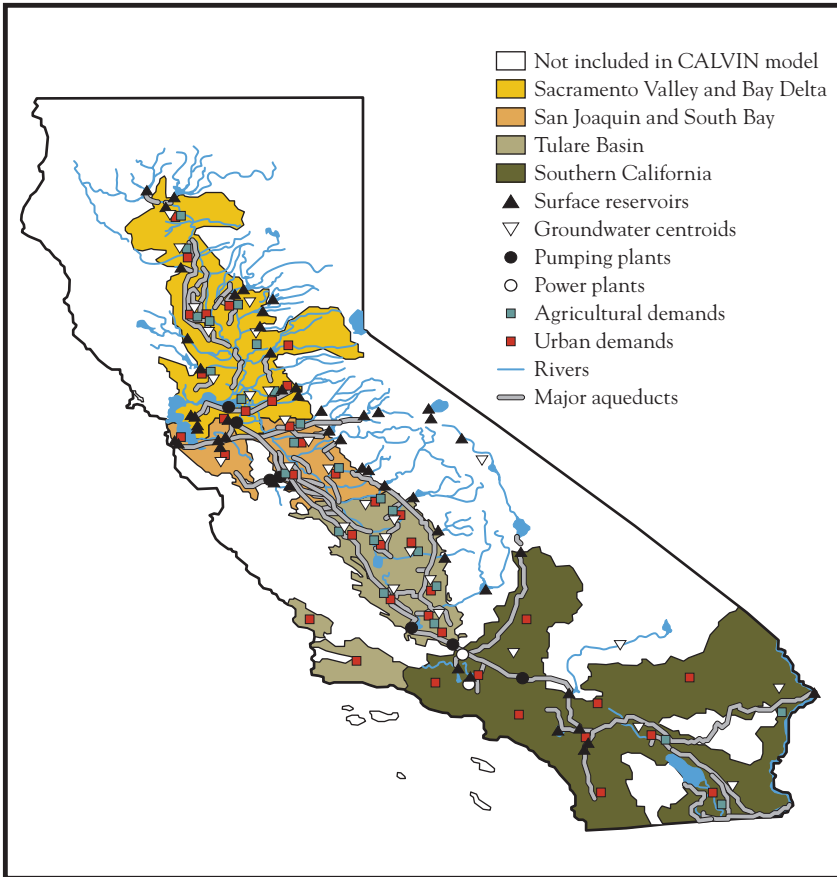 Not included in CALVIN model
Sacramento Valley and Bay Delta
San Joaquin and South Bay
Tulare Basin
Southern California
Surface reservoirs
Groundwater centroids
Pumping plants
Power plants
Agricultural demands
Urban demands
Rivers
Major aqueducts